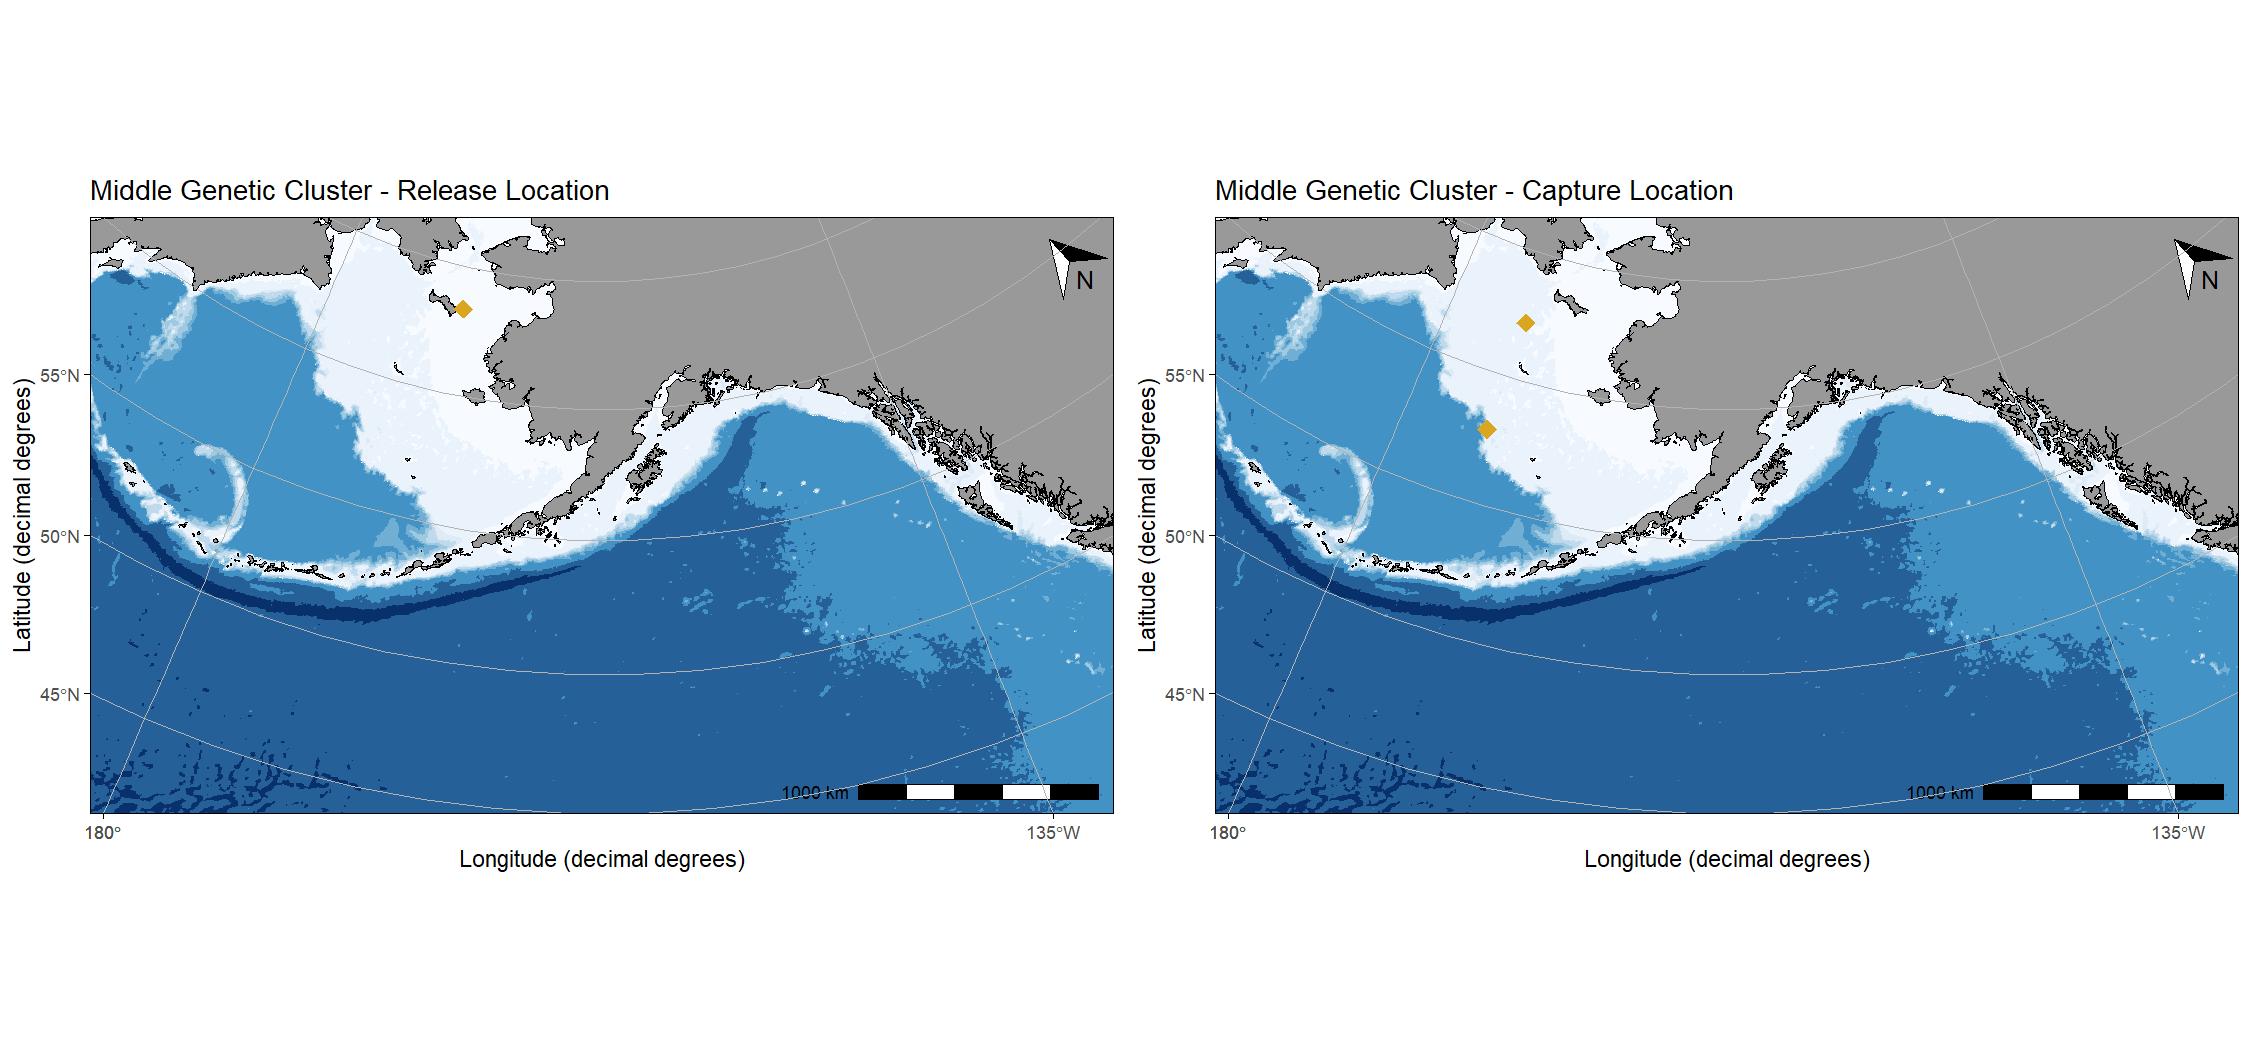 Middle Genetic Cluster - Release Location
N
55°N
50°N
45°N
Latitude (decimal degrees)
1000 km
180°
135°W
Longitude (decimal degrees)
Middle Genetic Cluster - Capture Location
N
55°N
50°N
45°N
Latitude (decimal degrees)
1000 km
180°
135°W
Longitude (decimal degrees)